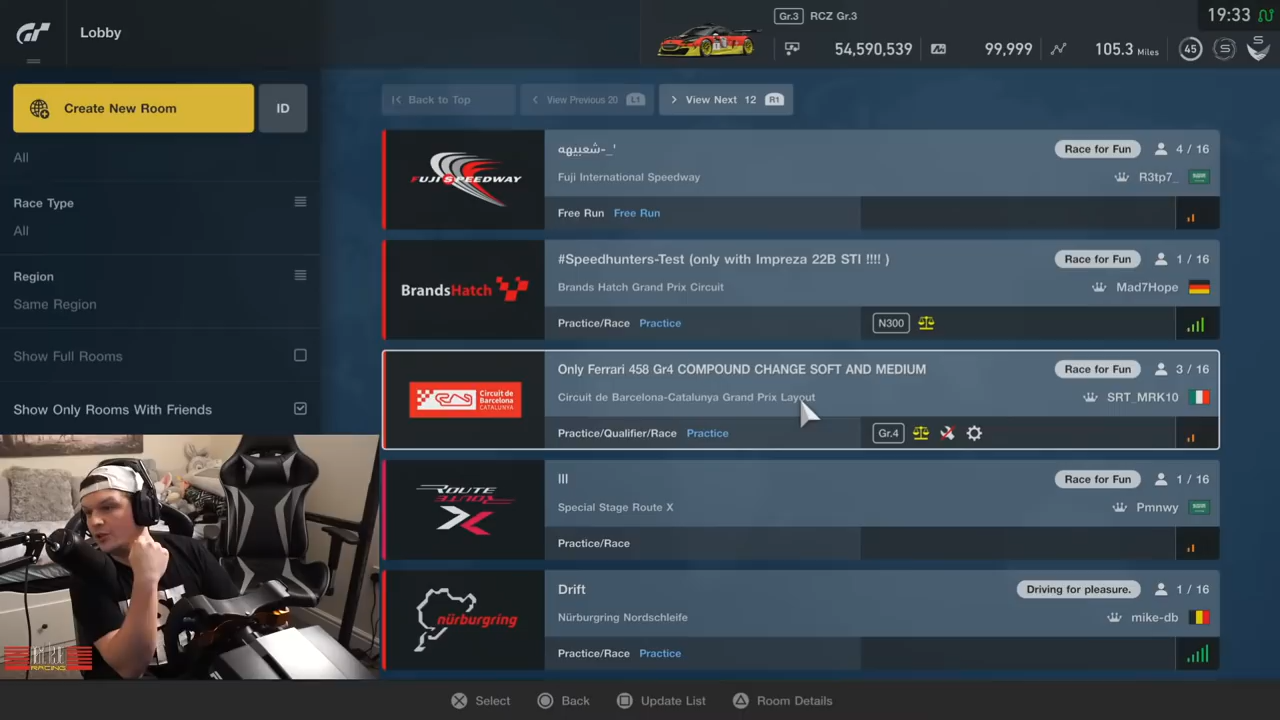 Lobby
Gr.3 RCZ Gr.3
54,590,539 99,999 105.3 Miles 45 S S
19:33
Create New Room ID
All
Race Type
All
Region
Same Region
Show Full Rooms
Show Only Rooms With Friends
Back to Top View Previous 20 L1 View Next 12 R1
FUJI SPEEDWAY
شعبيهه-_' Race for Fun 4 / 16
Fuji International Speedway R3tp7_
Free Run Free Run
BrandsHatch
#Speedhunters-Test (only with Impreza 22B STI !!!! ) Race for Fun 1 / 16
Brands Hatch Grand Prix Circuit Mad7Hope
Practice/Race Practice N300
Circuit de Barcelona CATALUNYA
Only Ferrari 458 Gr4 COMPOUND CHANGE SOFT AND MEDIUM Race for Fun 3 / 16
Circuit de Barcelona-Catalunya Grand Prix Layout SRT_MRK10
Practice/Qualifier/Race Practice Gr.4
ROUTE X
III Race for Fun 1 / 16
Special Stage Route X Pmnwy
Practice/Race
nürburgring
Drift Driving for pleasure. 1 / 16
Nürburgring Nordschleife mike-db
Practice/Race Practice
RACING
Select Back Update List Room Details